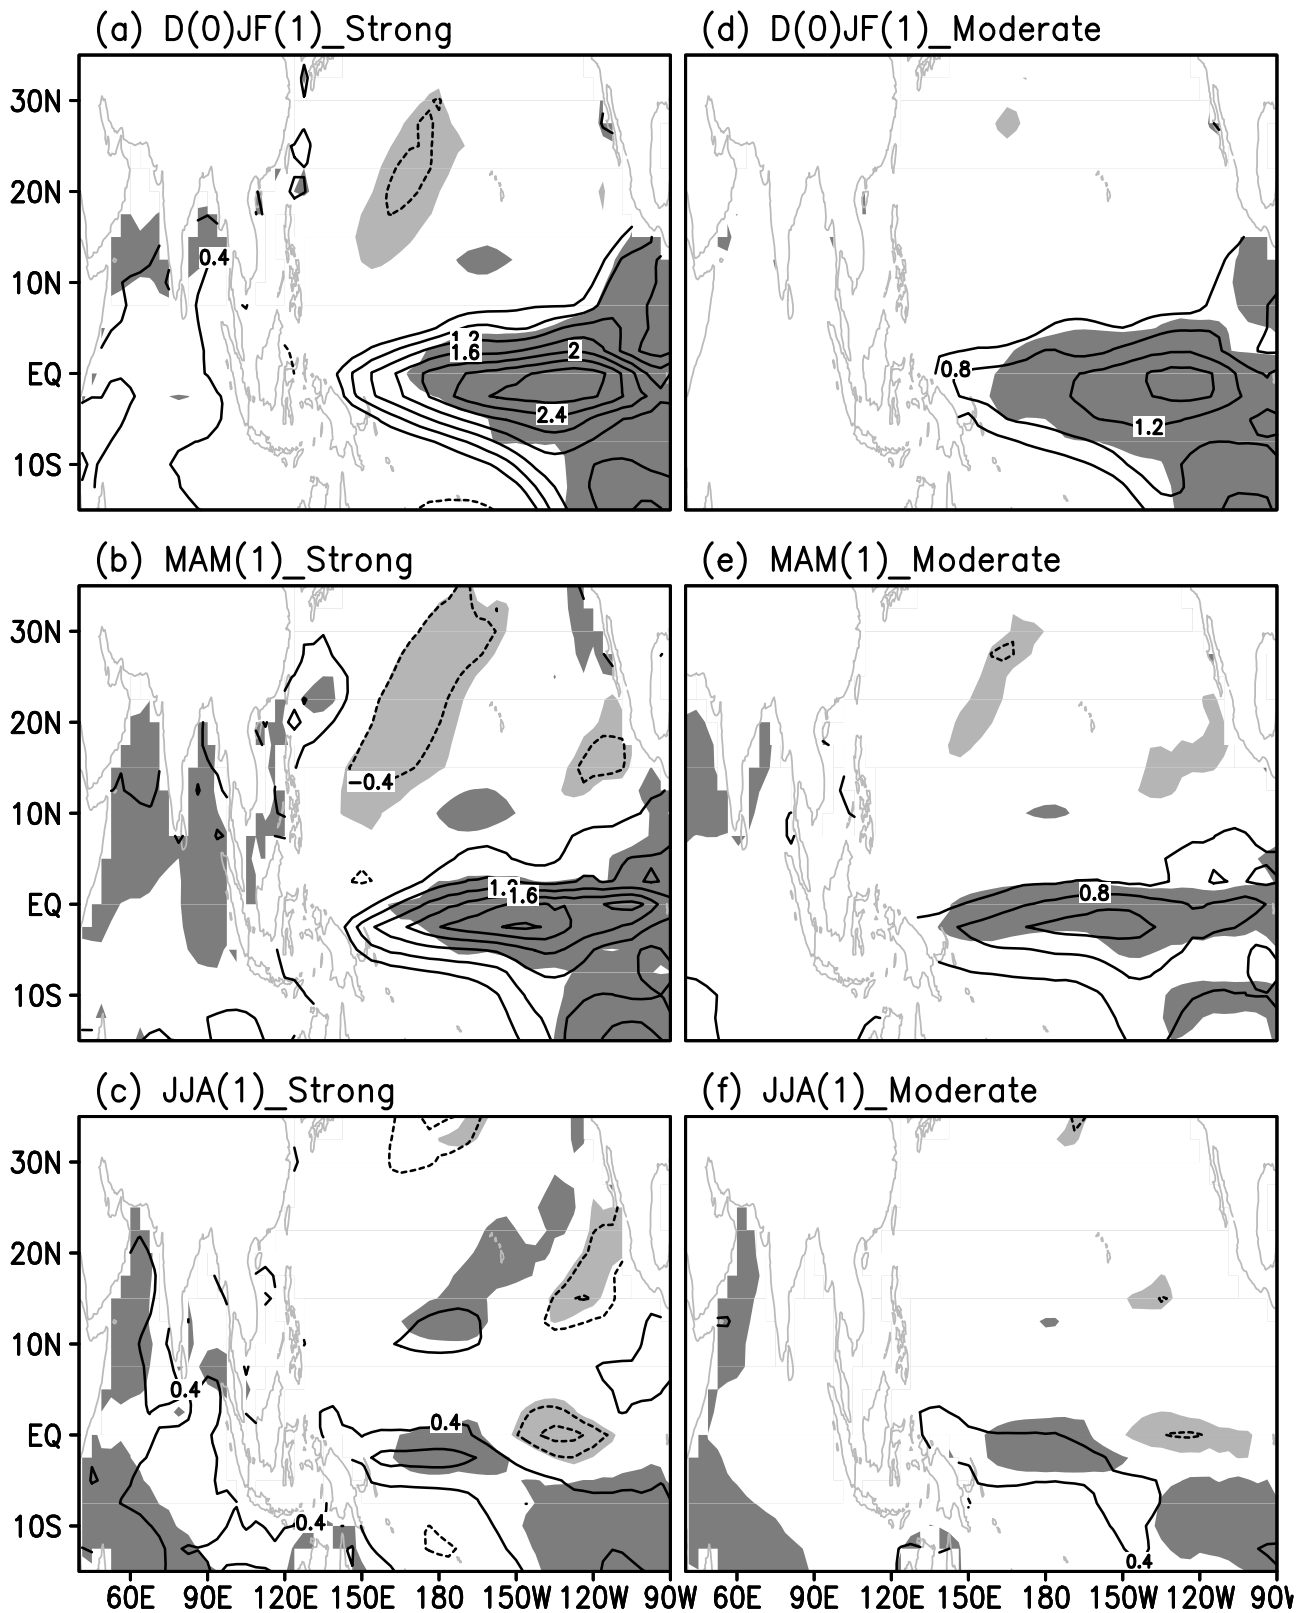 (a) D(0)JF(1)_Strong
(d) D(0)JF(1)_Moderate
30N
20N
10N
EQ
10S
0.4
1.2
1.6
2
2.4
0.8
1.2
(b) MAM(1)_Strong
(e) MAM(1)_Moderate
30N
20N
10N
EQ
10S
−0.4
1.6
0.8
(c) JJA(1)_Strong
(f) JJA(1)_Moderate
30N
20N
10N
EQ
10S
0.4
0.4
0.4
0.4
60E 90E 120E 150E 180 150W 120W 90W
60E 90E 120E 150E 180 150W 120W